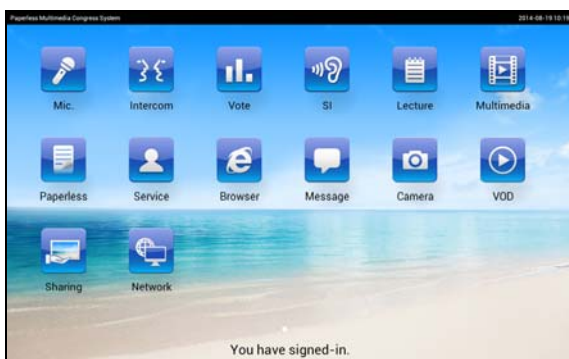 Paperless Multimedia Congress System 2014-08-19 10:19
Mic. Intercom Vote SI Lecture Multimedia
Paperless Service Browser Message Camera VOD
Sharing Network
You have signed-in.